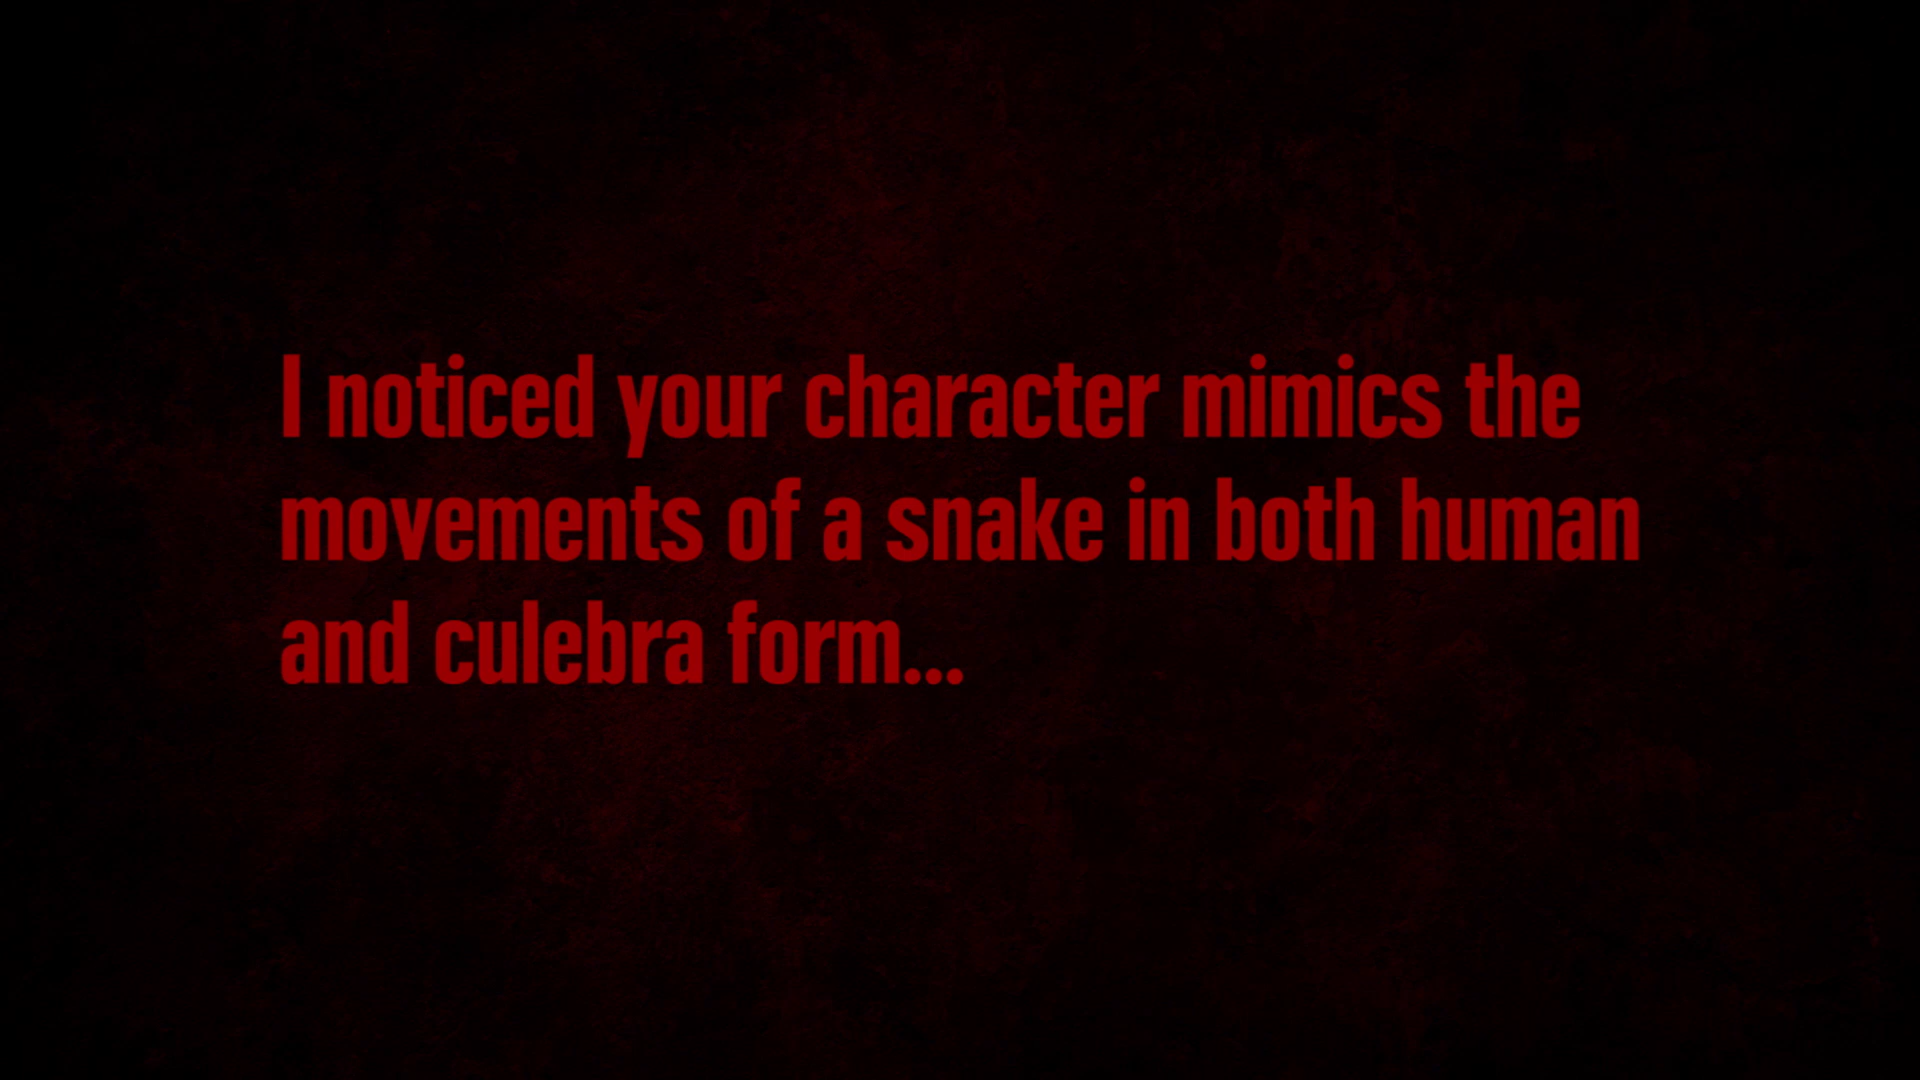 I noticed your character mimics the
movements of a snake in both human
and culebra form...